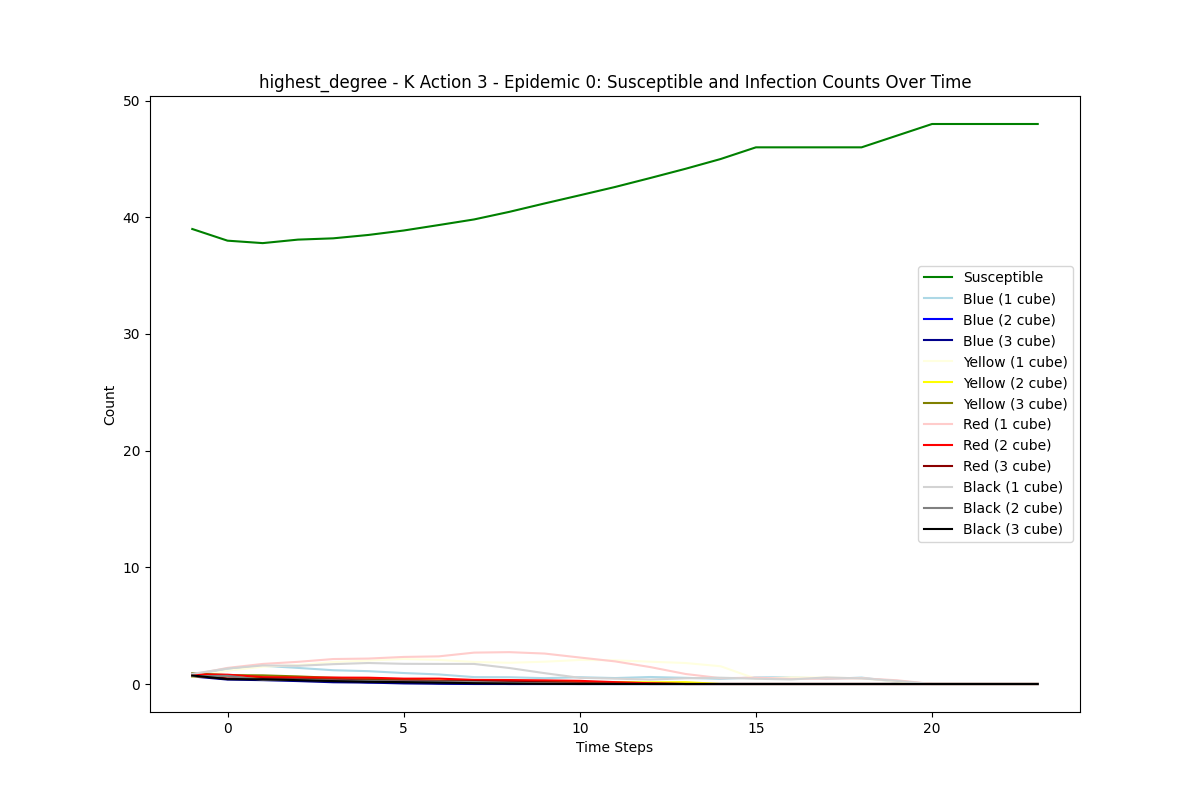 highest_degree - K Action 3 - Epidemic 0: Susceptible and Infection Counts Over Time
50
40
30
20
10
0
Count
Susceptible
Blue (1 cube)
Blue (2 cube)
Blue (3 cube)
Yellow (1 cube)
Yellow (2 cube)
Yellow (3 cube)
Red (1 cube)
Red (2 cube)
Red (3 cube)
Black (1 cube)
Black (2 cube)
Black (3 cube)
0 5 10 15 20
Time Steps